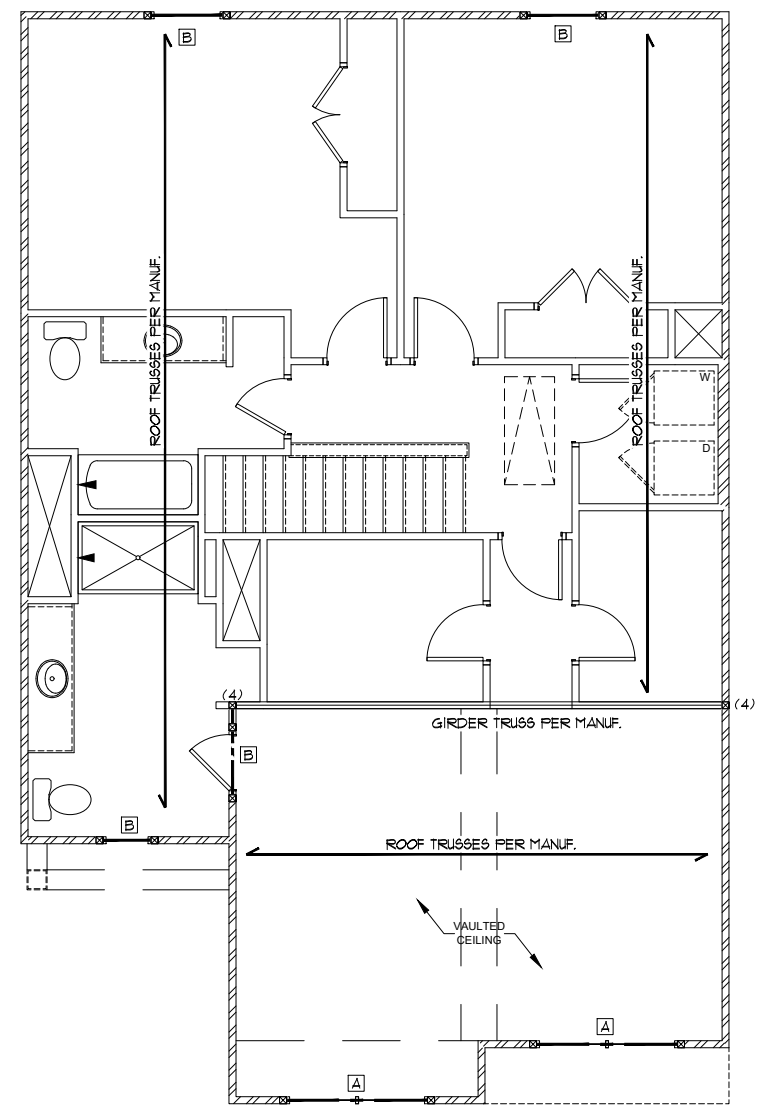 B
B
ROOF TRUSSES PER MANUF.
ROOF TRUSSES PER MANUF.
W
D
(4)
(4)
GIRDER TRUSS PER MANUF.
B
B
ROOF TRUSSES PER MANUF.
VAULTED
CEILING
A
A